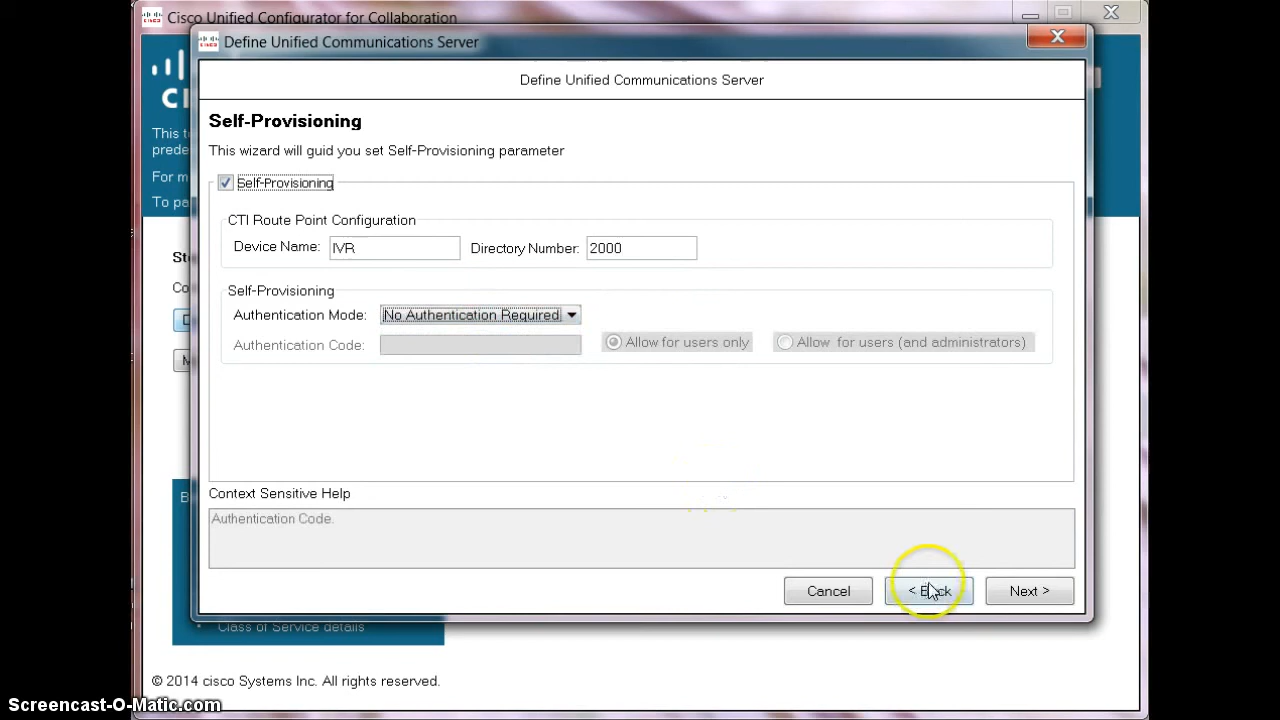 Cisco Unified Configurator for Collaboration
Define Unified Communications Server
Define Unified Communications Server
Self-Provisioning
This wizard will guid you set Self-Provisioning parameter
Self-Provisioning
CTI Route Point Configuration
Device Name: IVR Directory Number: 2000
Self-Provisioning
Authentication Mode: No Authentication Required
Authentication Code: Allow for users only Allow for users (and administrators)
Context Sensitive Help
Authentication Code.
Cancel < Back Next >
This
For
• Class of Service details
© 2014 cisco Systems Inc. All rights reserved.
Screencast-O-Matic.com